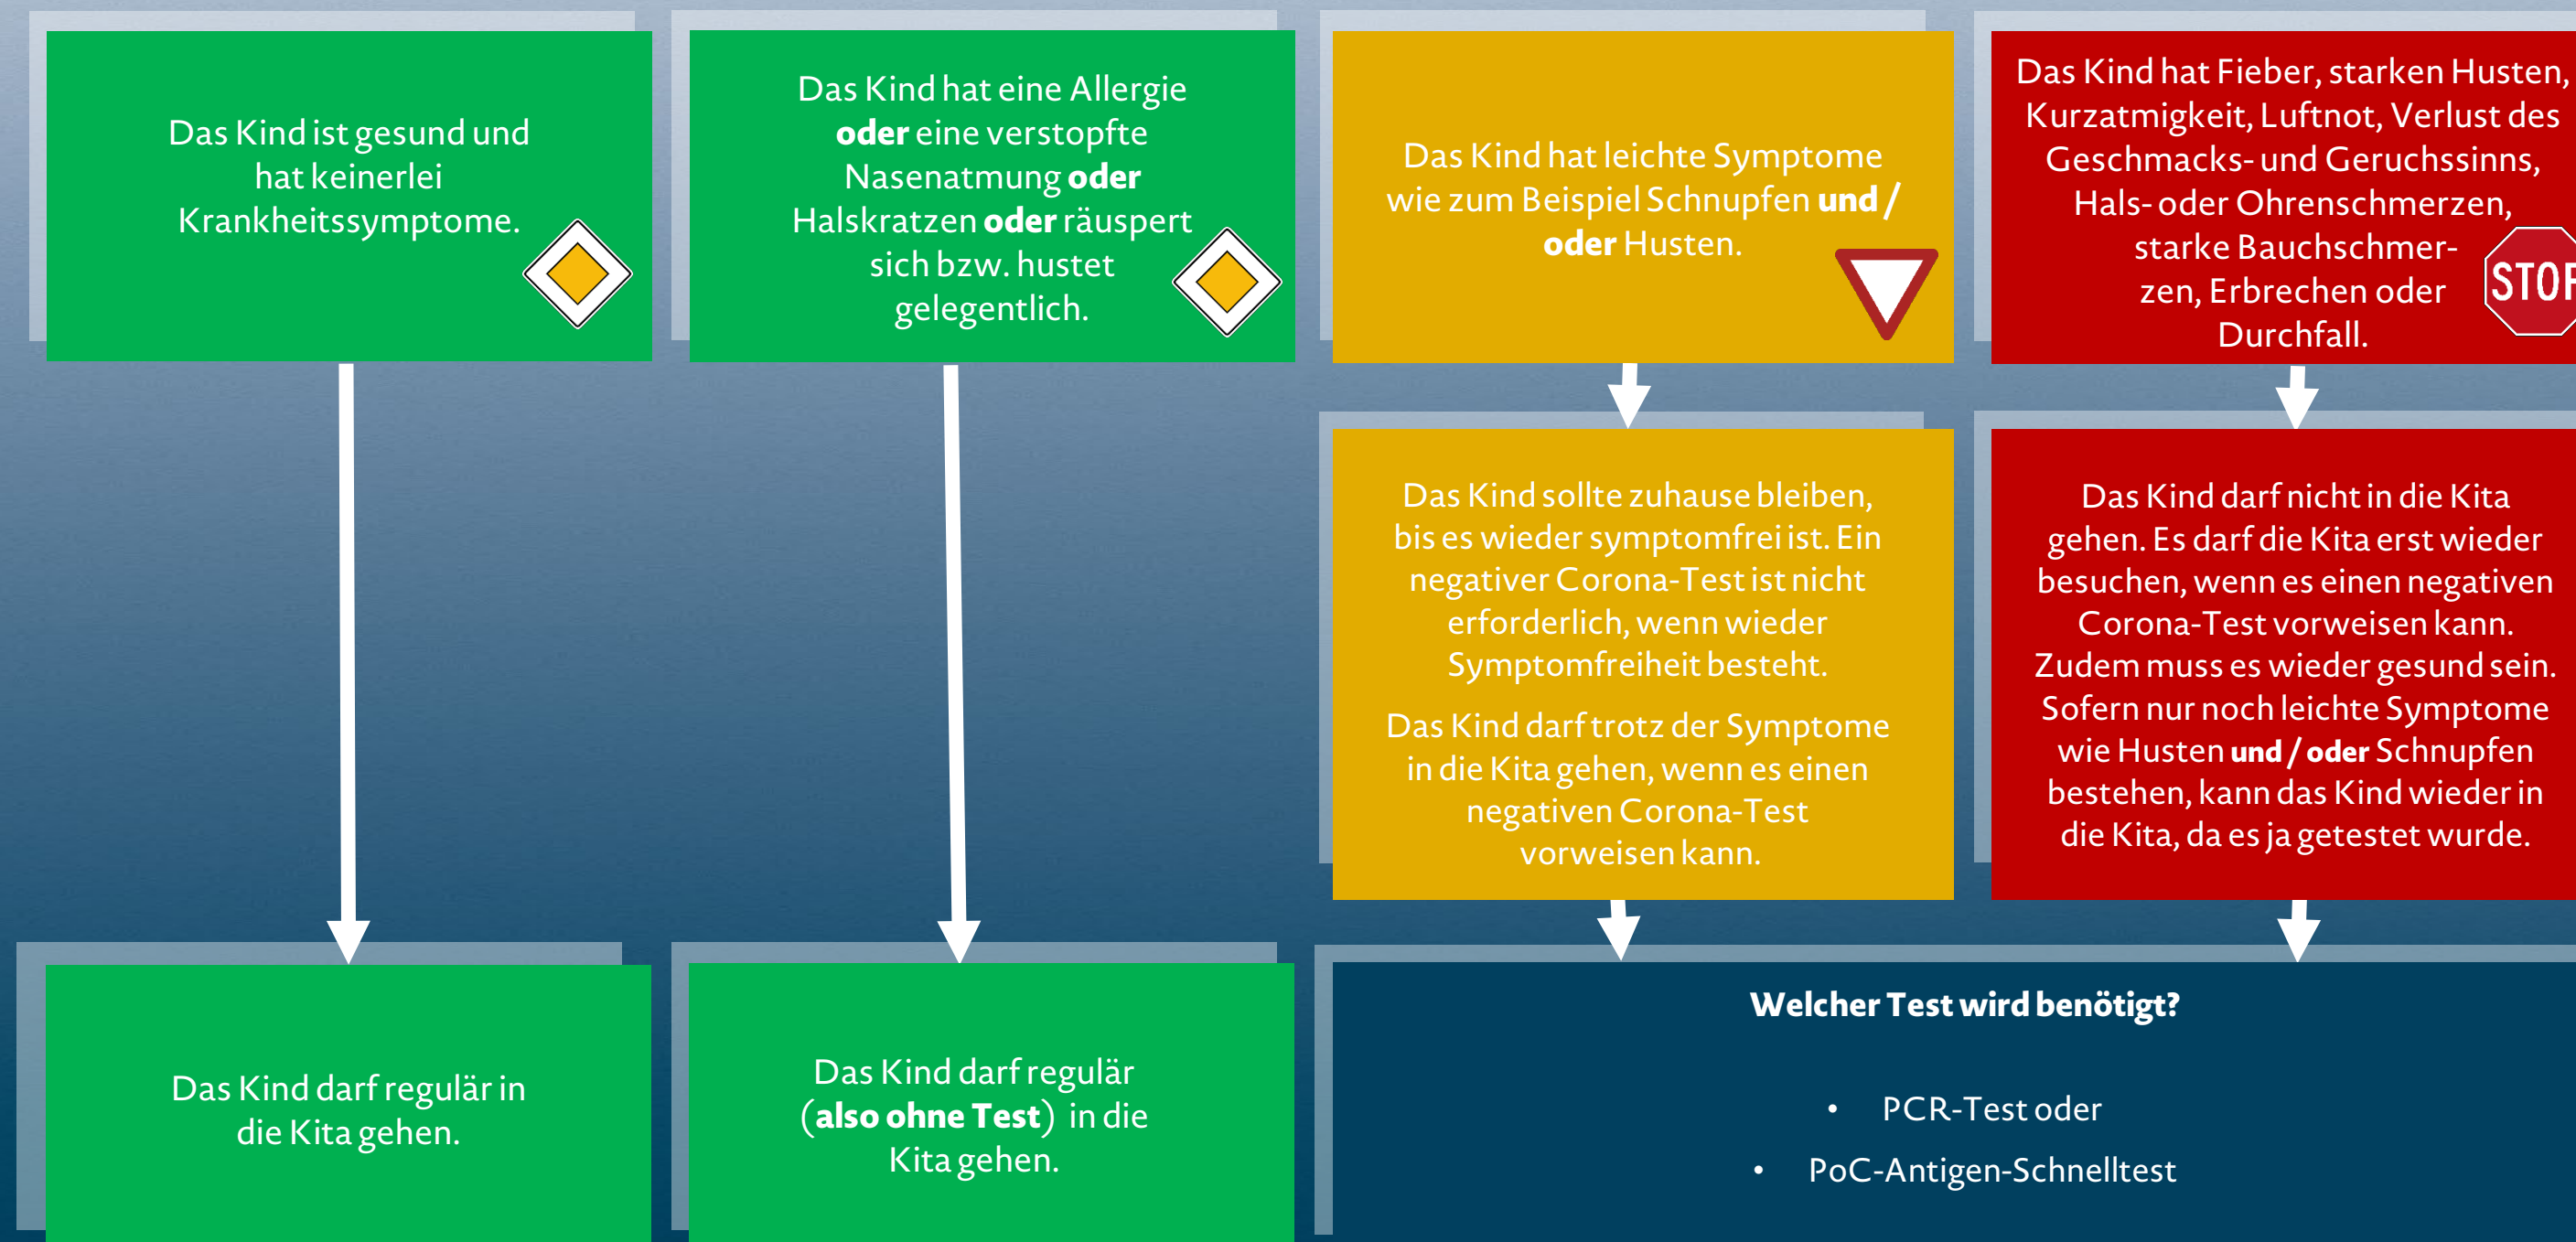 Das Kind ist gesund und
hat keinerlei
Krankheitssymptome.
Das Kind hat eine Allergie
oder eine verstopfte
Nasenatmung oder
Halskratzen oder räuspert
sich bzw. hustet
gelegentlich.
Das Kind hat leichte Symptome
wie zum Beispiel Schnupfen und /
oder Husten.
Das Kind hat Fieber, starken Husten,
Kurzatmigkeit, Luftnot, Verlust des
Geschmacks- und Geruchssinns,
Hals- oder Ohrenschmerzen,
starke Bauchschmer-
zen, Erbrechen oder
Durchfall.
STOP
Das Kind sollte zuhause bleiben,
bis es wieder symptomfrei ist. Ein
negativer Corona-Test ist nicht
erforderlich, wenn wieder
Symptomfreiheit besteht.
Das Kind darf trotz der Symptome
in die Kita gehen, wenn es einen
negativen Corona-Test
vorweisen kann.
Das Kind darf nicht in die Kita
gehen. Es darf die Kita erst wieder
besuchen, wenn es einen negativen
Corona-Test vorweisen kann.
Zudem muss es wieder gesund sein.
Sofern nur noch leichte Symptome
wie Husten und / oder Schnupfen
bestehen, kann das Kind wieder in
die Kita, da es ja getestet wurde.
Das Kind darf regulär in
die Kita gehen.
Das Kind darf regulär
(also ohne Test) in die
Kita gehen.
Welcher Test wird benötigt?
• PCR-Test oder
• PoC-Antigen-Schnelltest